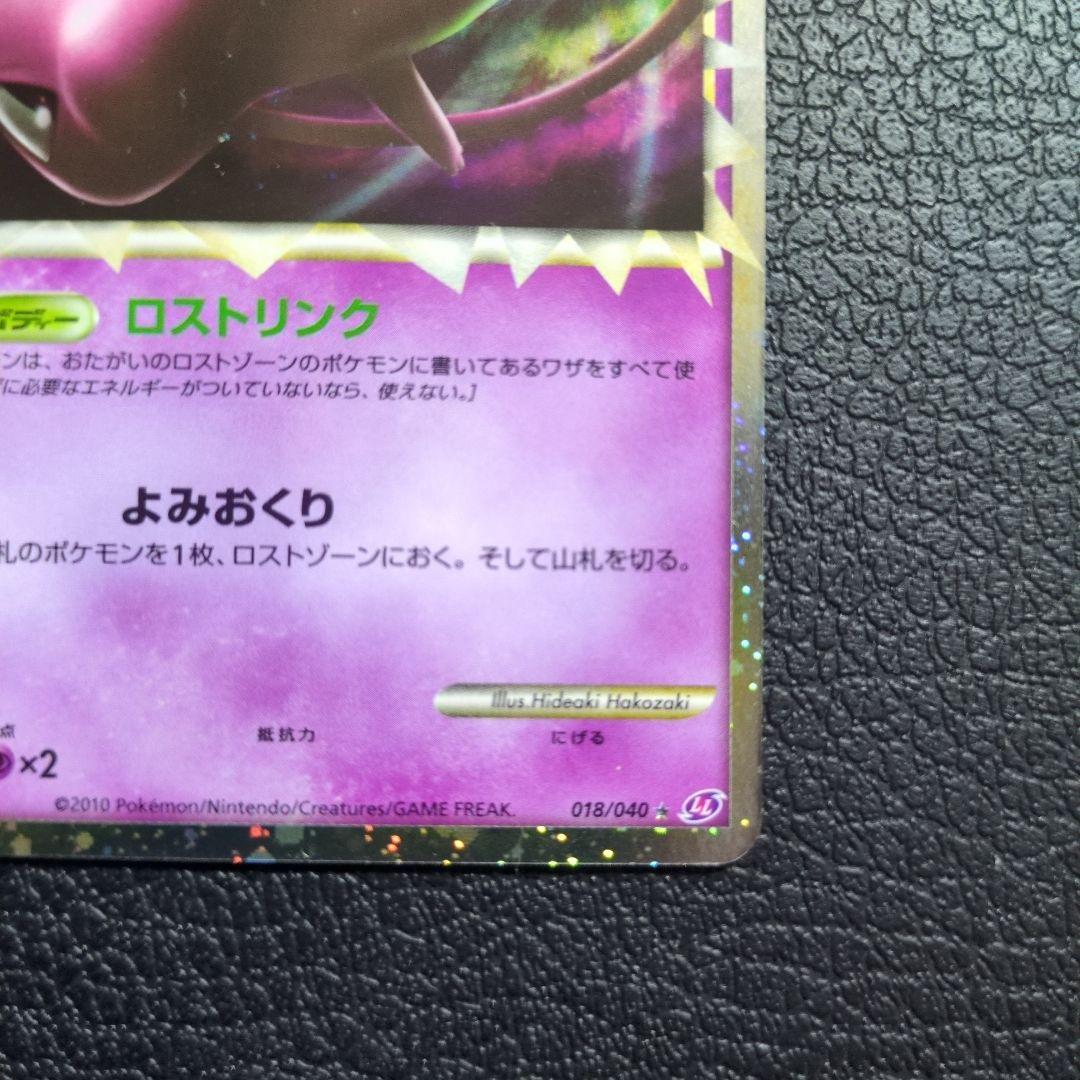 ボディー ロストリンク
ンは、おたがいのロストゾーンのポケモンに書いてあるワザをすべて使
に必要なエネルギーがついていないなら、使えない。]
よみおくり
札のポケモンを1枚、ロストゾーンにおく。そして山札を切る。
Illus. Hideaki Hakozaki
点 抵抗力 にげる
×2
©2010 Pokémon/Nintendo/Creatures/GAME FREAK. 018/040 ★ LL